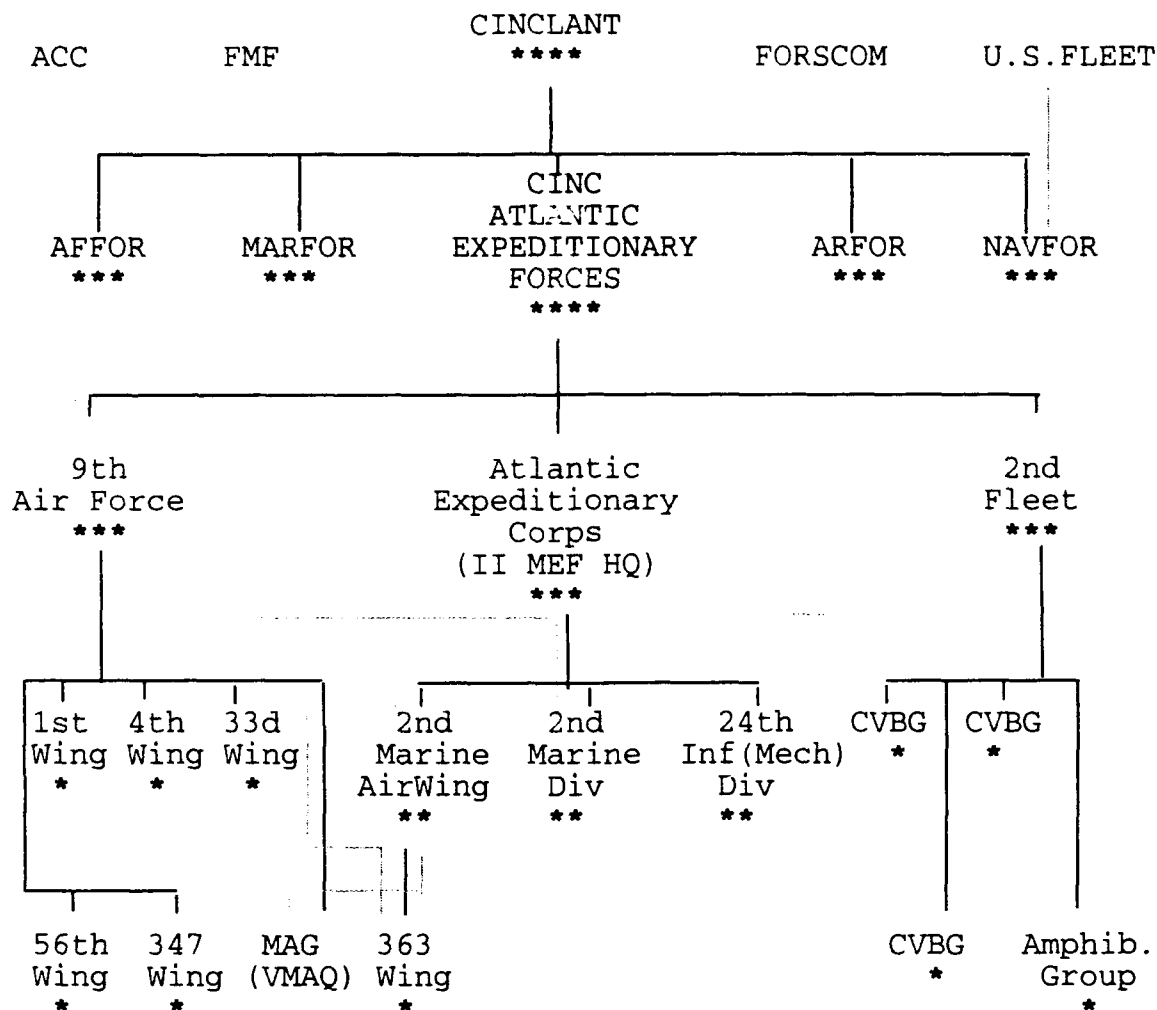 CINCLANT
ACC FMF **** FORSCOM U.S.FLEET
CINC
ATLANTIC
AFFOR MARFOR EXPEDITIONARY ARFOR NAVFOR
*** *** FORCES *** ***
****
9th Atlantic 2nd
Air Force Expeditionary Fleet
*** Corps ***
(II MEF HQ)
***
1st 4th 33d 2nd 2nd 24th CVBG CVBG
Wing Wing Wing Marine Marine Inf(Mech) * *
* * * AirWing Div Div
** ** **
56th 347 MAG 363 CVBG Amphib.
Wing Wing (VMAQ) Wing * Group
* * * *